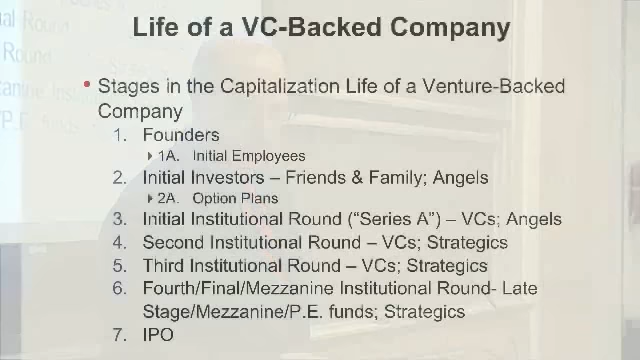 Life of a VC-Backed Company
• Stages in the Capitalization Life of a Venture-Backed
Company
1. Founders
1A. Initial Employees
2. Initial Investors – Friends & Family; Angels
2A. Option Plans
3. Initial Institutional Round ("Series A") – VCs; Angels
4. Second Institutional Round – VCs; Strategics
5. Third Institutional Round – VCs; Strategics
6. Fourth/Final/Mezzanine Institutional Round- Late
Stage/Mezzanine/P.E. funds; Strategics
7. IPO
Round
P.E. funds